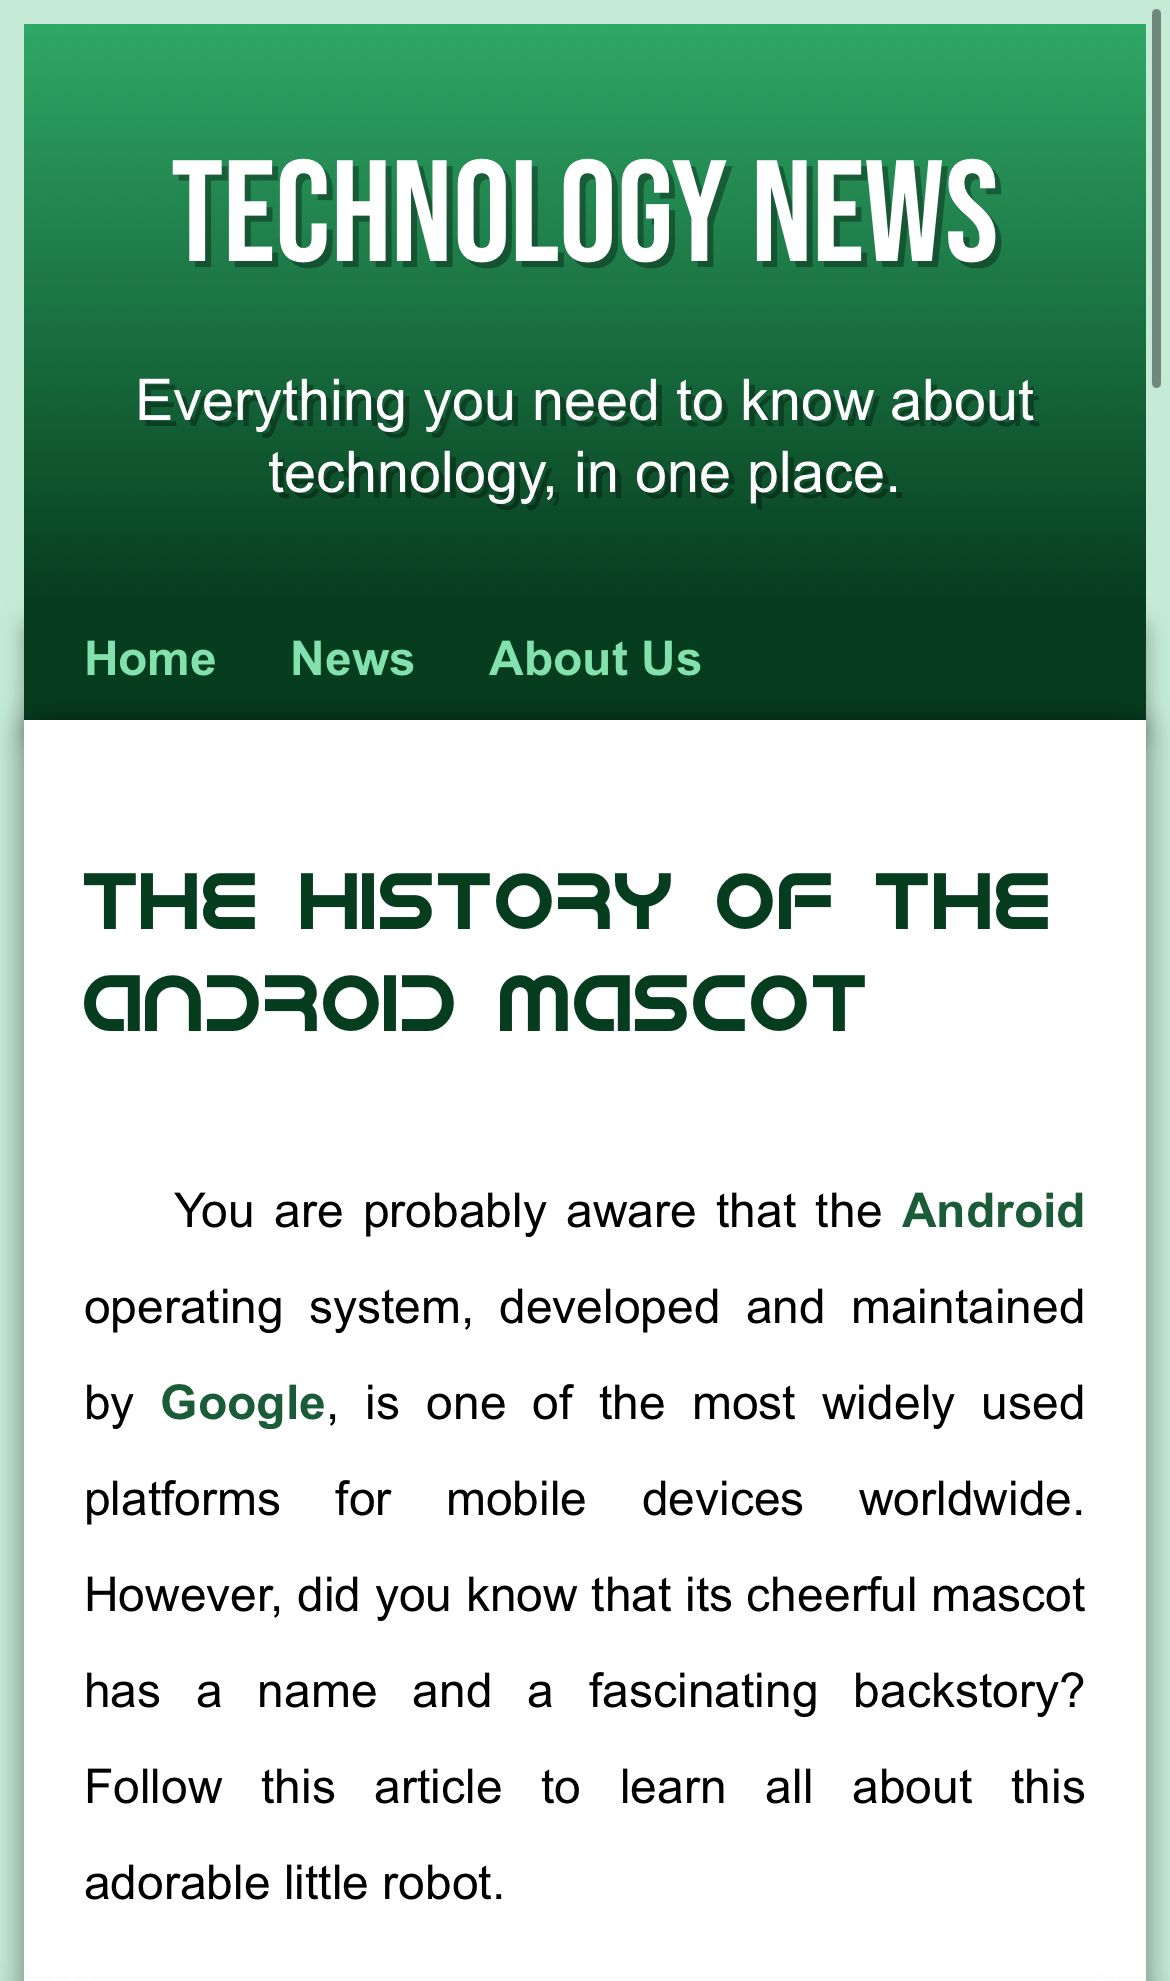 TECHNOLOGY NEWS
Everything you need to know about
technology, in one place.
Home News About Us
THE HISTORY OF THE
ANDROID MASCOT
You are probably aware that the Android
operating system, developed and maintained
by Google, is one of the most widely used
platforms for mobile devices worldwide.
However, did you know that its cheerful mascot
has a name and a fascinating backstory?
Follow this article to learn all about this
adorable little robot.